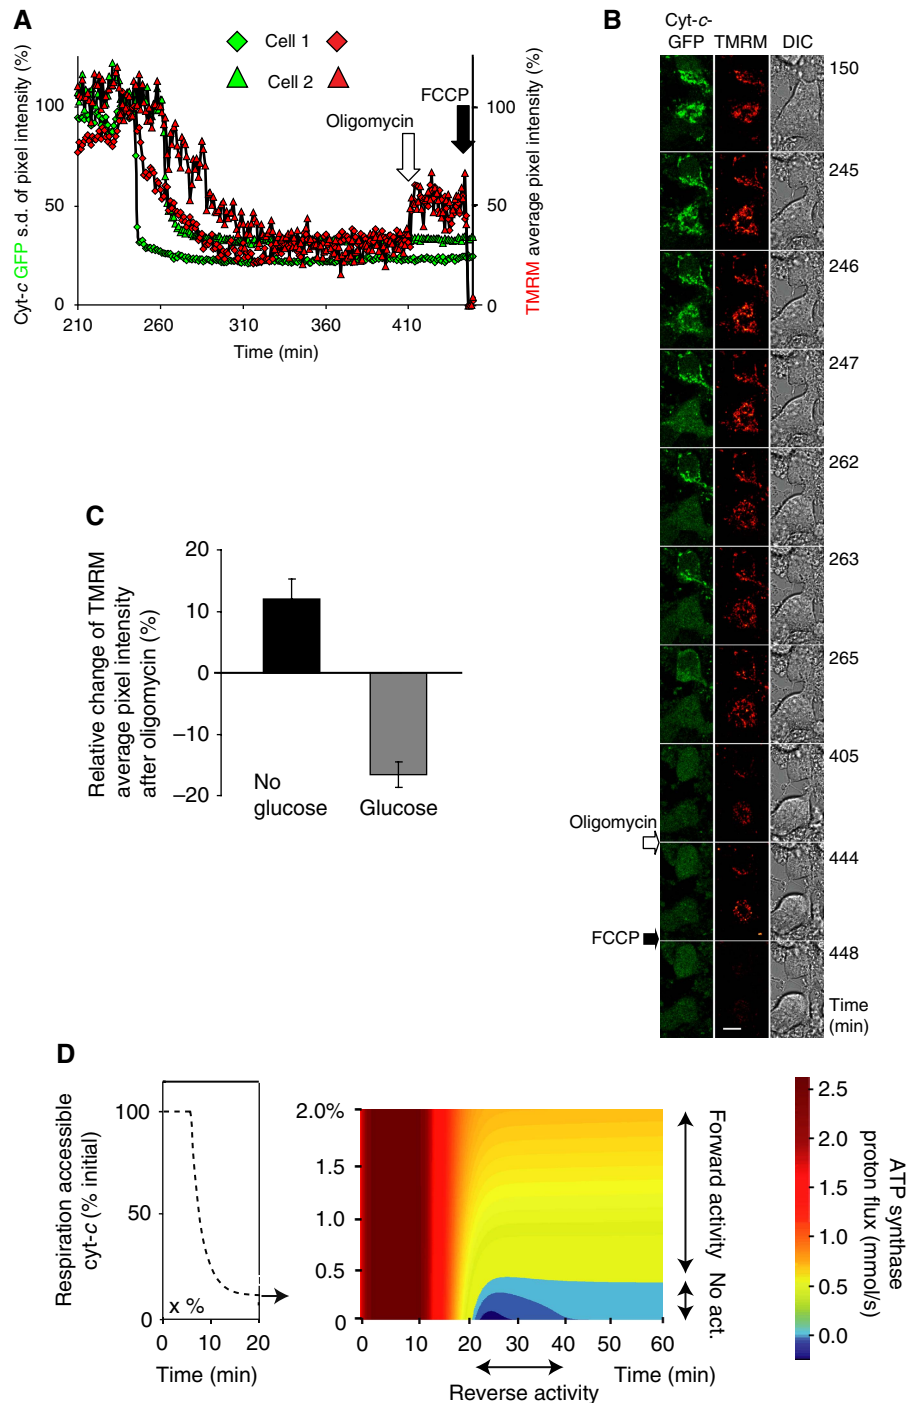 A
Cell 1
Cell 2
Cyt-c GFP s.d. of pixel intensity (%)
100
50
0
210
260
310
360
410
Time (min)
Oligomycin
FCCP
100
50
0
TMRM average pixel intensity (%)
B
Cyt-c-
GFP TMRM DIC
150
245
246
247
262
263
265
405
Oligomycin
444
FCCP
448
Time
(min)
C
Relative change of TMRM
average pixel intensity
after oligomycin (%)
20
10
0
−10
−20
No
glucose
Glucose
D
Respiration accessible
cyt-c (% initial)
100
50
0
x %
0 10 20
Time (min)
2.0%
1.5
1.0
0.5
0
0 10 20 30 40 50 60
Time (min)
Reverse activity
Forward activity
No act.
2.5
2.0
1.5
1.0
0.5
0.0
ATP synthase
proton flux (mmol/s)